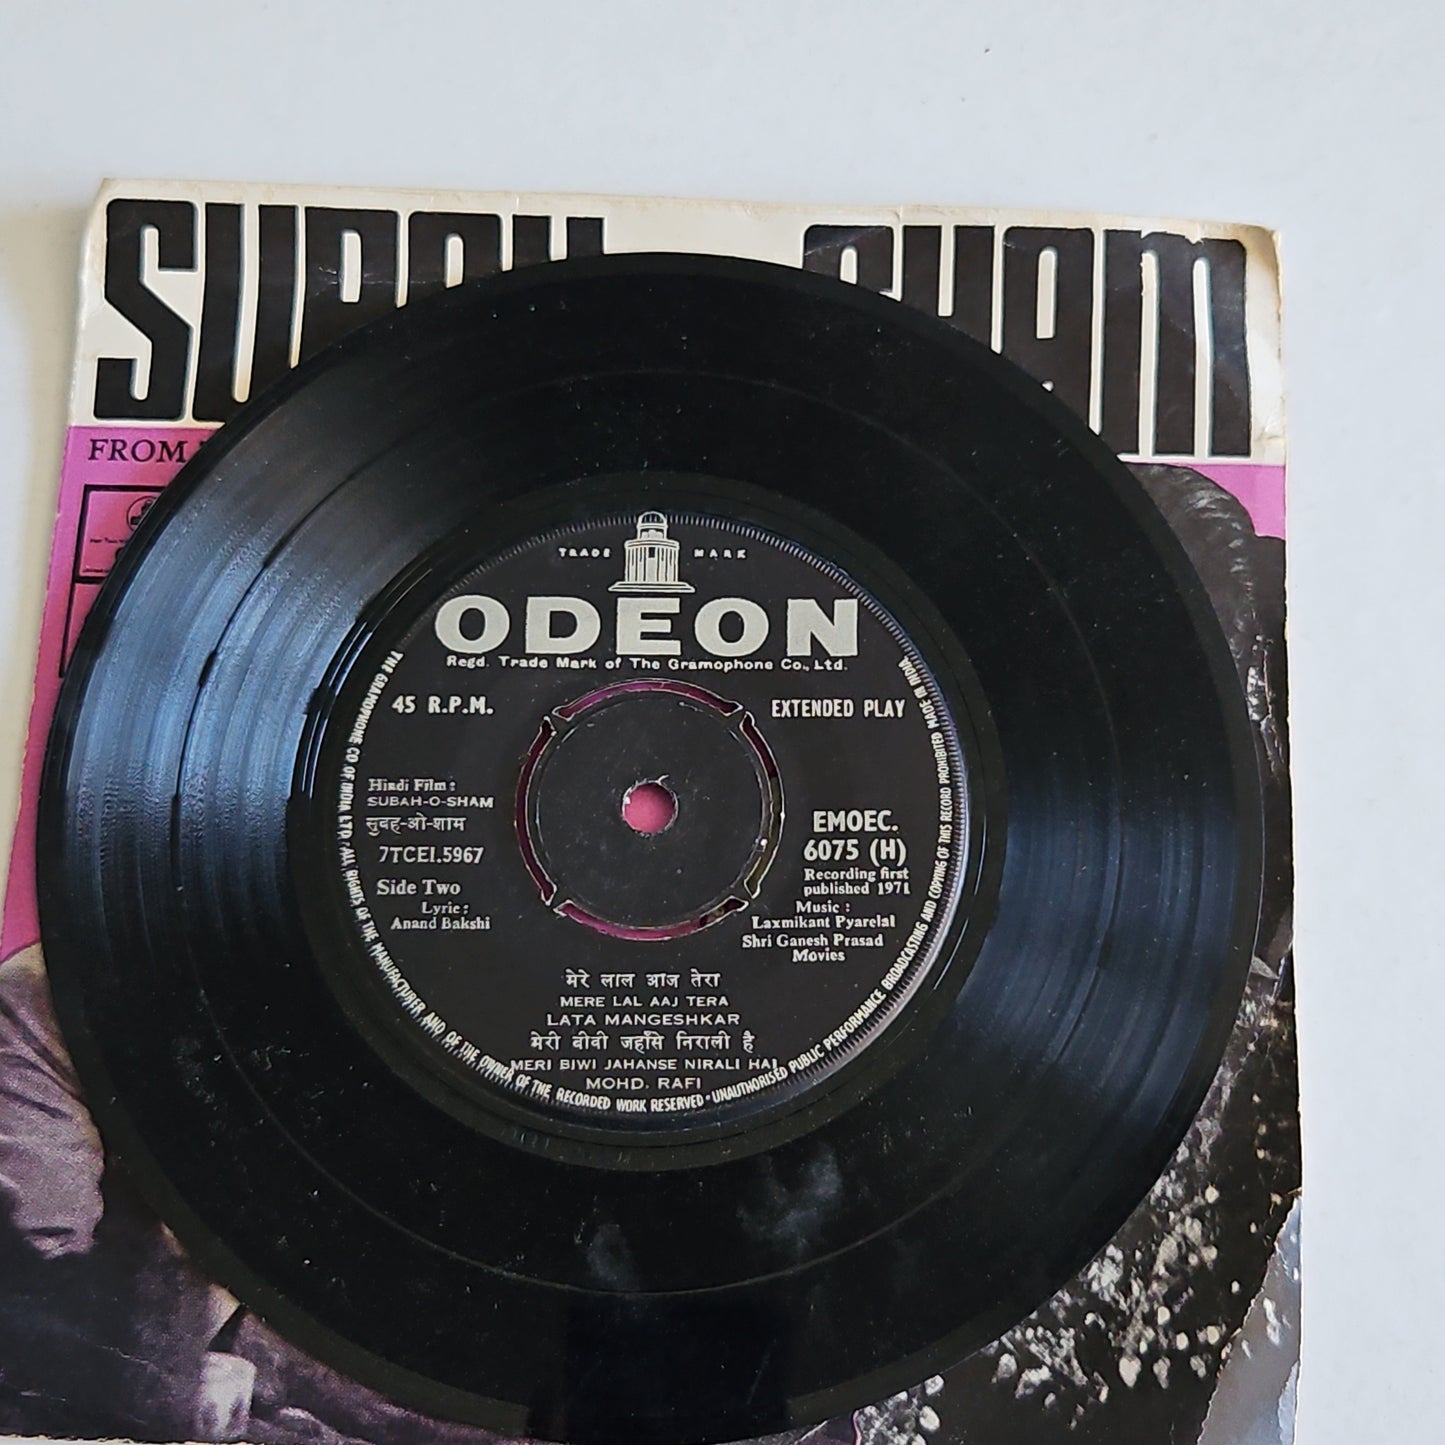 SUBAH SHAM
FROM
TRADE MARK
ODEON
Regd. Trade Mark of The Gramophone Co., Ltd.
45 R.P.M.
EXTENDED PLAY
Hindi Film:
SUBAH-O-SHAM
सुबह-ओ-शाम
7TCEI.5967
Side Two
Lyric:
Anand Bakshi
EMOEC.
6075 (H)
Recording first
published 1971
Music:
Laxmikant Pyarelal
Shri Ganesh Prasad
Movies
मेरे लाल आज तेरा
MERE LAL AAJ TERA
LATA MANGESHKAR
मेरी बीवी जहाँसे निराली है
MERI BIWI JAHANSE NIRALI HAI
MOHD. RAFI
THE GRAMOPHONE CO. OF INDIA LTD. ALL RIGHTS OF THE MANUFACTURER AND OF THE OWNER OF THE RECORDED WORK RESERVED · UNAUTHORISED PUBLIC PERFORMANCE BROADCASTING AND COPYING OF THIS RECORD PROHIBITED MADE IN INDIA